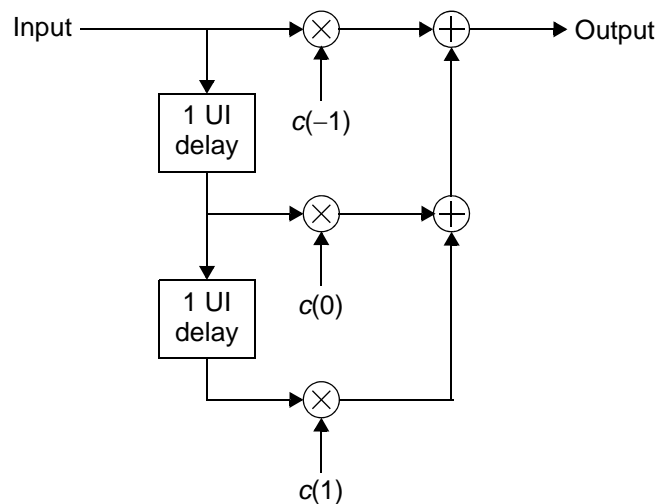 Input
Output
c(−1)
1 UI
delay
c(0)
1 UI
delay
c(1)